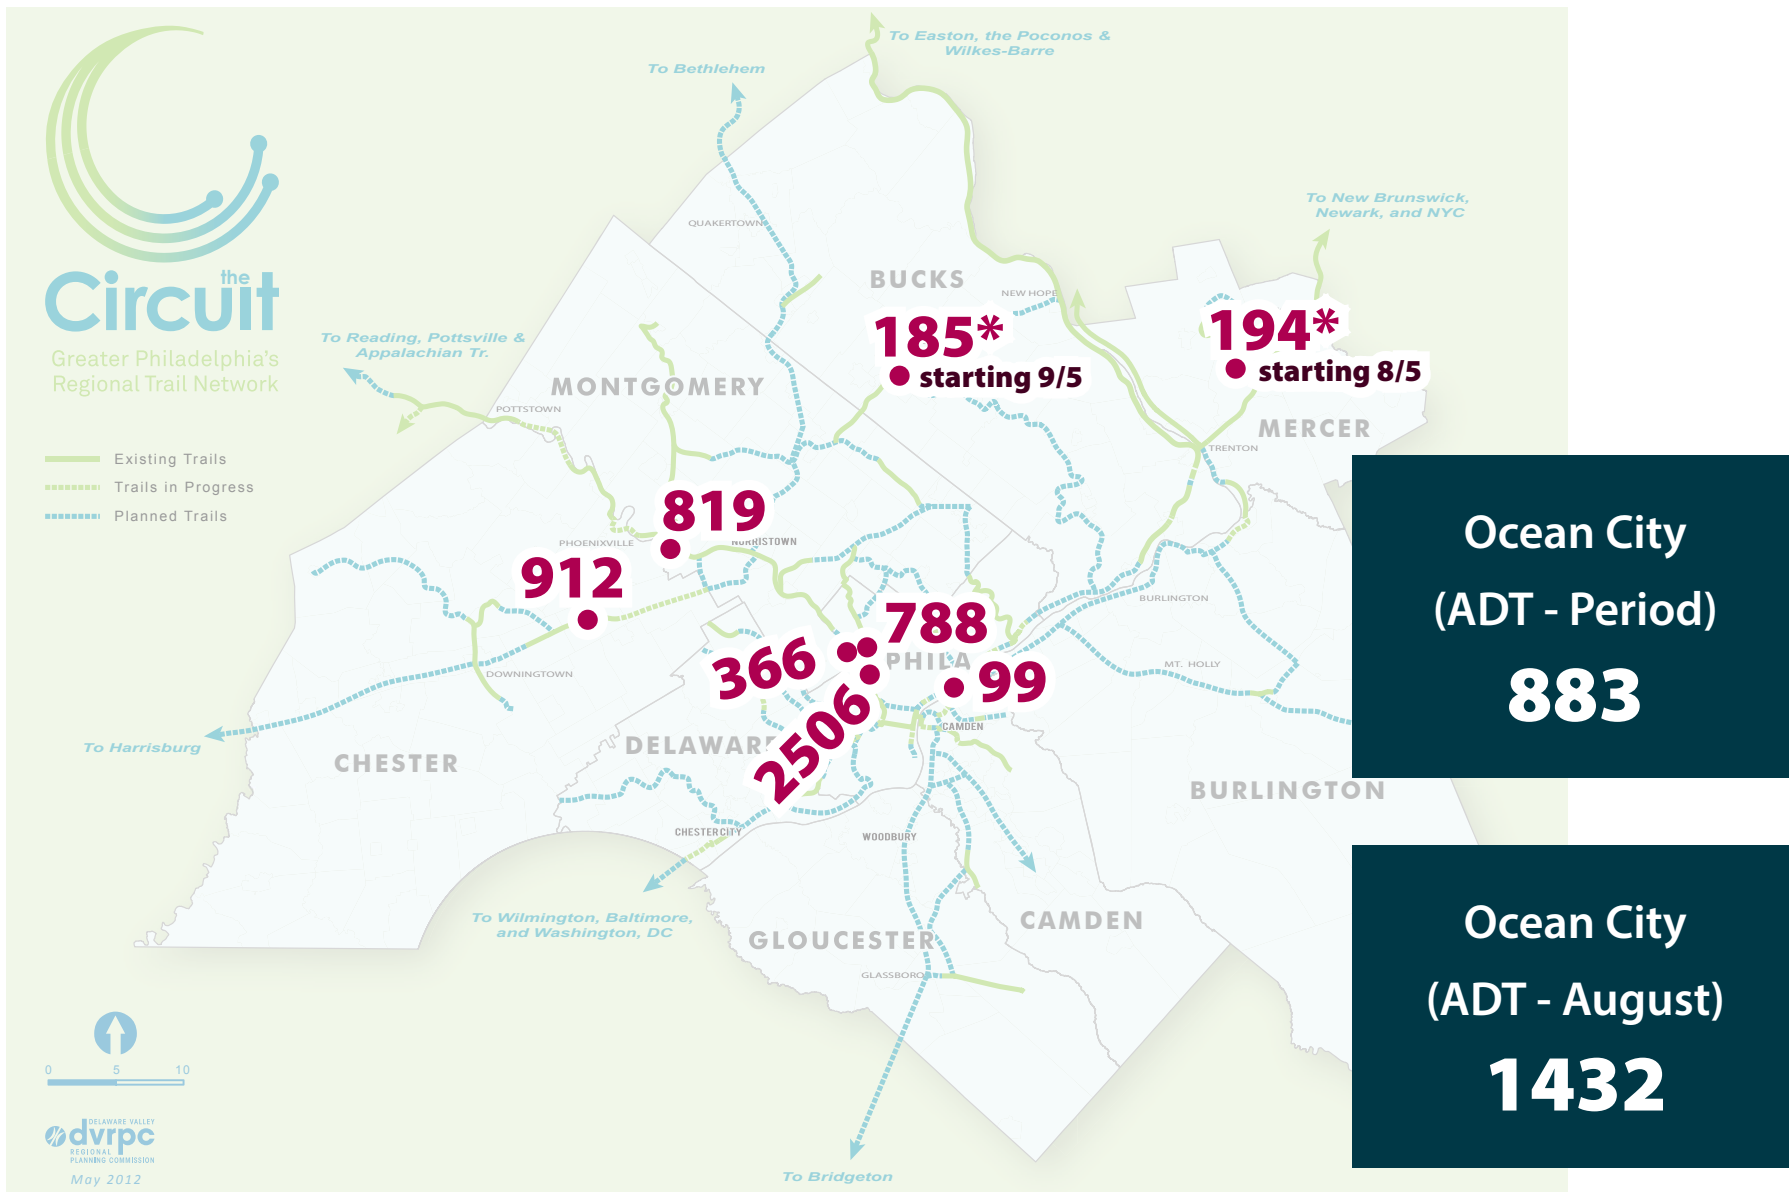 To Easton, the Poconos &
Wilkes-Barre
To Bethlehem
To New Brunswick,
Newark, and NYC
the
Circuit
Greater Philadelphia's
Regional Trail Network
To Reading, Pottsville &
Appalachian Tr.
Existing Trails
Trails in Progress
Planned Trails
QUAKERTOWN
BUCKS
NEW HOPE
185*
starting 9/5
194*
starting 8/5
MONTGOMERY
POTTSTOWN
MERCER
TRENTON
819
NORRISTOWN
PHOENIXVILLE
912
788
PHILA
366
99
2506
BURLINGTON
MT. HOLLY
DOWNINGTOWN
CAMDEN
To Harrisburg
CHESTER
DELAWARE
BURLINGTON
CHESTER CITY
WOODBURY
To Wilmington, Baltimore,
and Washington, DC
GLOUCESTER
CAMDEN
GLASSBORO
To Bridgeton
Ocean City
(ADT - Period)
883
Ocean City
(ADT - August)
1432
0 5 10
DELAWARE VALLEY
dvrpc
REGIONAL
PLANNING COMMISSION
May 2012